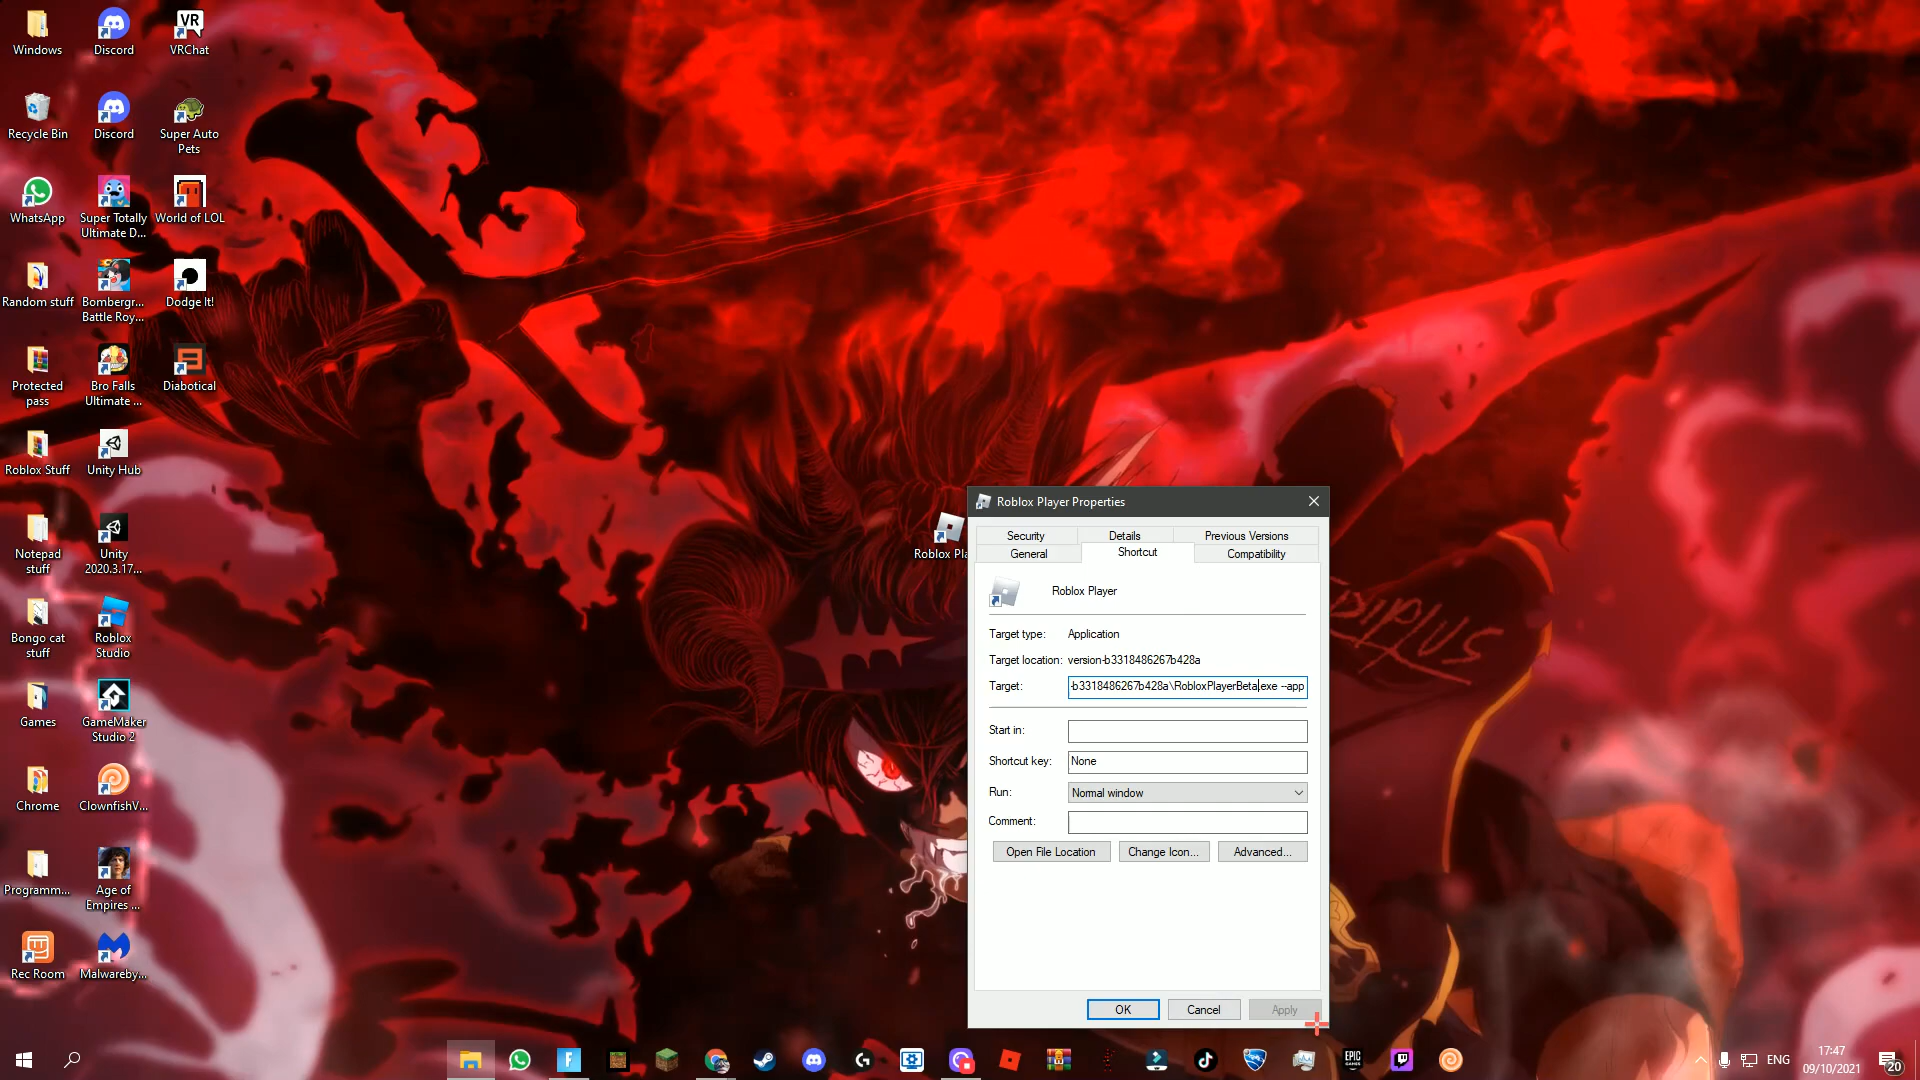 Windows
Discord
VRChat
Recycle Bin
Discord
Super Auto
Pets
WhatsApp
Super Totally
Ultimate D...
World of LOL
Random stuff
Bombergr...
Battle Roy...
Dodge It!
Protected
pass
Bro Falls
Ultimate ...
Diabotical
Roblox Stuff
Unity Hub
Notepad
stuff
Unity
2020.3.17...
Bongo cat
stuff
Roblox
Studio
Games
GameMaker
Studio 2
Chrome
ClownfishV...
Programm...
Age of
Empires ...
Rec Room
Malwareby...
Roblox Pla
Roblox Player Properties
Security
Details
Previous Versions
General
Shortcut
Compatibility
Roblox Player
Target type: Application
Target location: version-b3318486267b428a
Target: -b3318486267b428a\RobloxPlayerBeta.exe --app
Start in:
Shortcut key: None
Run: Normal window
Comment:
Open File Location
Change Icon...
Advanced...
OK
Cancel
Apply
DIPLUS
EPIC
GAMES
ENG
17:47
09/10/2021
20